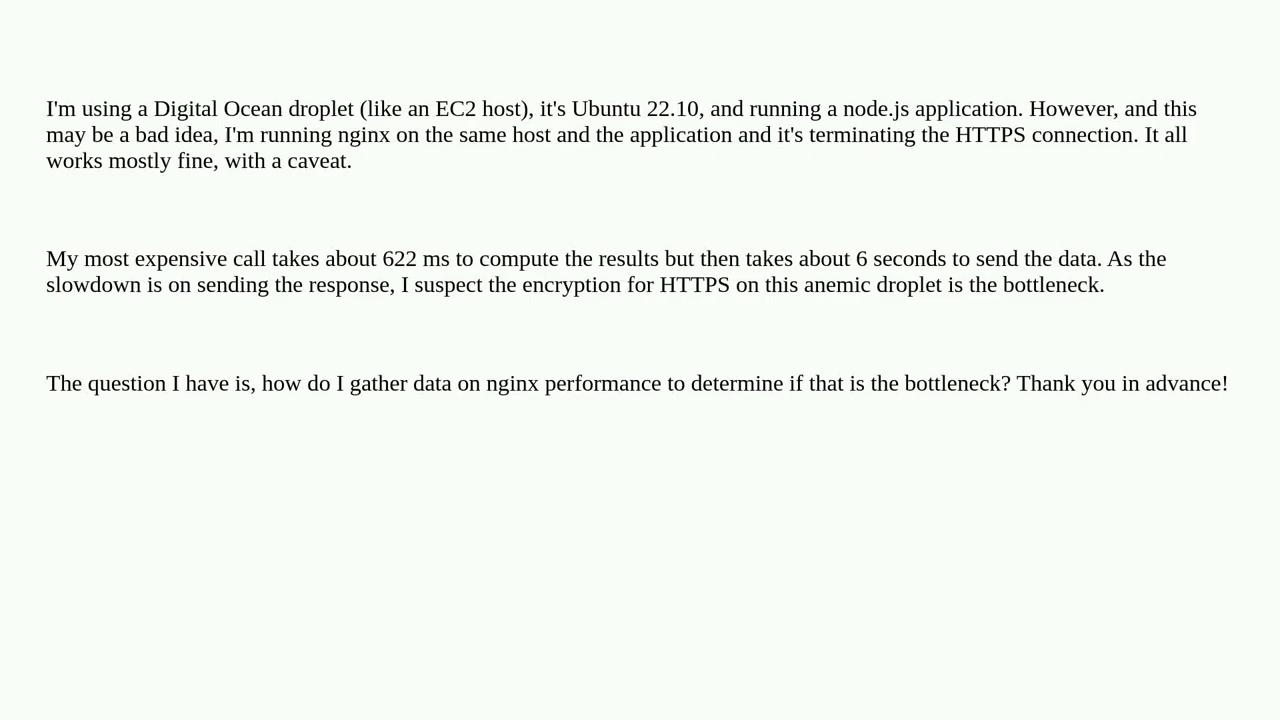 I'm using a Digital Ocean droplet (like an EC2 host), it's Ubuntu 22.10, and running a node.js application. However, and this
may be a bad idea, I'm running nginx on the same host and the application and it's terminating the HTTPS connection. It all
works mostly fine, with a caveat.
My most expensive call takes about 622 ms to compute the results but then takes about 6 seconds to send the data. As the
slowdown is on sending the response, I suspect the encryption for HTTPS on this anemic droplet is the bottleneck.
The question I have is, how do I gather data on nginx performance to determine if that is the bottleneck? Thank you in advance!